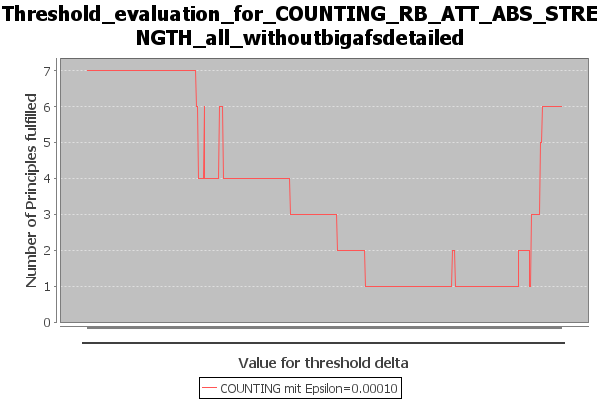 Threshold_evaluation_for_COUNTING_RB_ATT_ABS_STRE
NGTH_all_withoutbigafsdetailed
Number of Principles fulfilled
7
6
5
4
3
2
1
0
Value for threshold delta
COUNTING mit Epsilon=0.00010